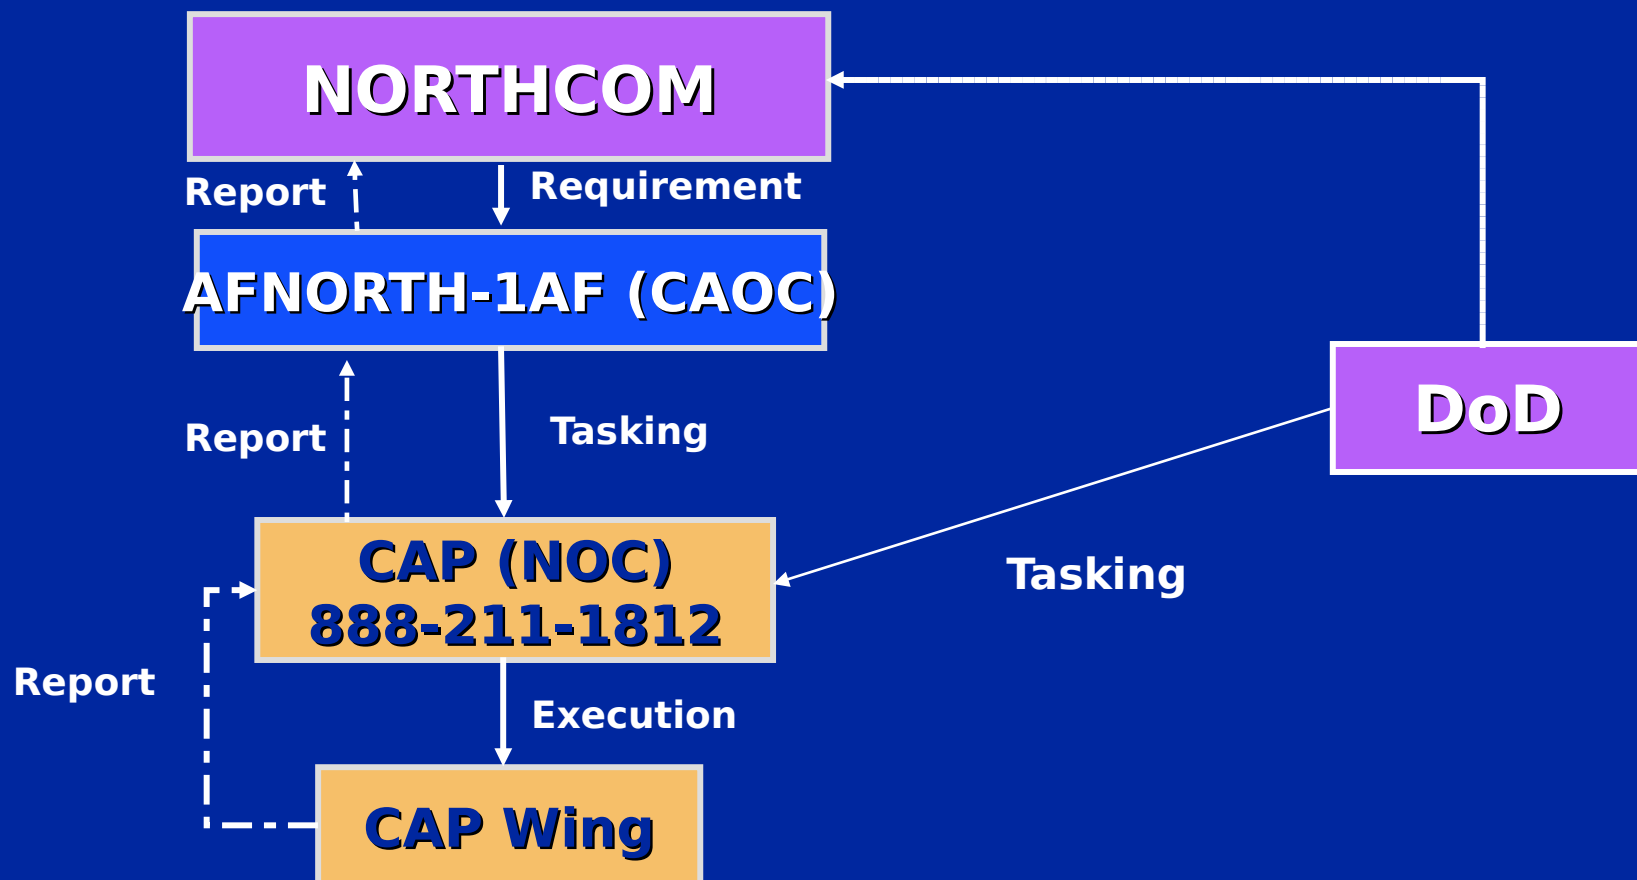 NORTHCOM
Report
Requirement
AFNORTH-1AF (CAOC)
DoD
Report
Tasking
CAP (NOC)
888-211-1812
Tasking
Report
Execution
CAP Wing